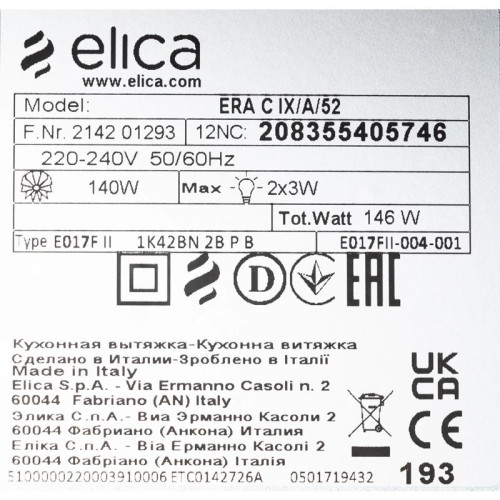 elica
www.elica.com
Model: ERA C IX/A/52
F.Nr. 2142 01293 12NC: 208355405746
220-240V 50/60Hz
140W Max 2x3W
Tot.Watt 146 W
Type E017F II 1K42BN 2B P B E017FII-004-001
D EAC
Кухонная вытяжка-Кухонна витяжка
Сделано в Италии-Зроблено в Італії
Made in Italy
Elica S.p.A. - Via Ermanno Casoli n. 2
60044 Fabriano (AN) Italy
Элика С.п.А. - Виа Эрманно Касоли 2
60044 Фабриано (Анкона) Италия
Еліка С.п.А. - Віа Ерманно Касолі 2
60044 Фабріано (Анкона) Італія
UK
CA
CE
5100000220003910006 ETC0142726A 0501719432 193